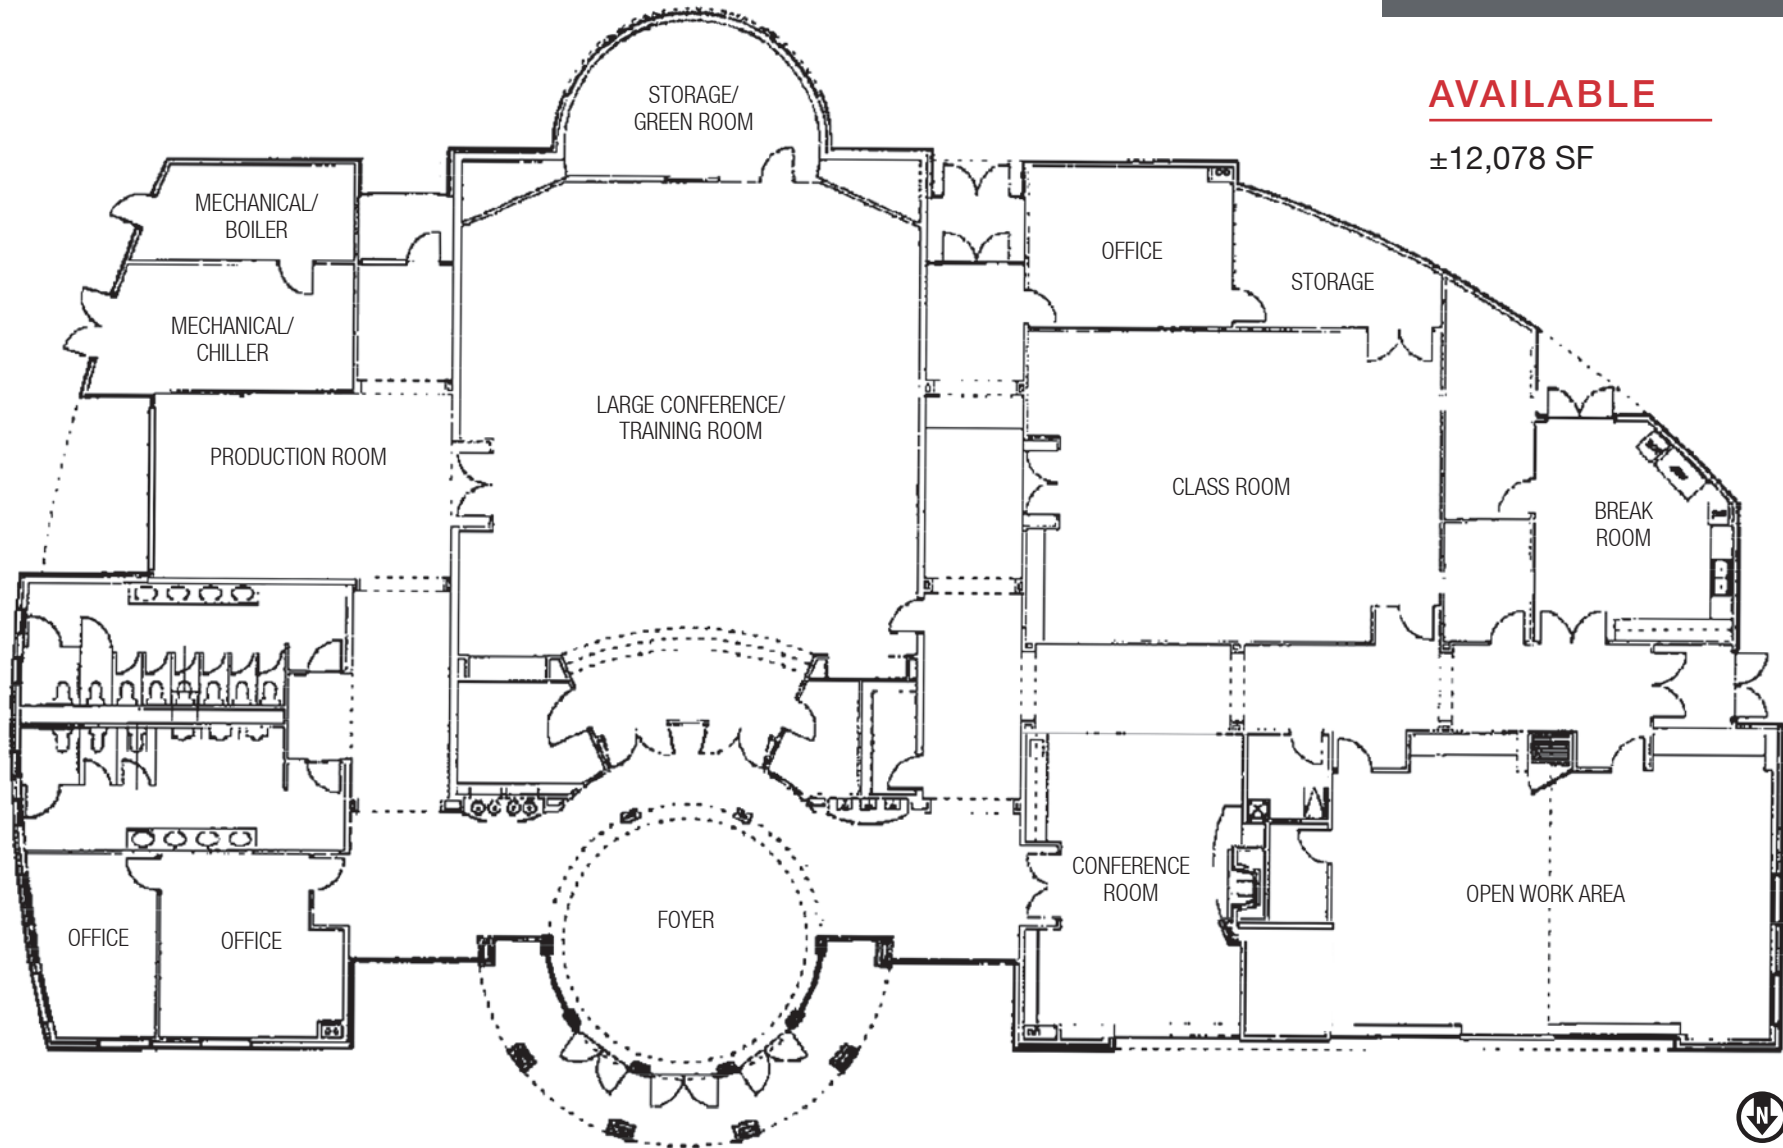 AVAILABLE
±12,078 SF
STORAGE/
GREEN ROOM
MECHANICAL/
BOILER
OFFICE
STORAGE
MECHANICAL/
CHILLER
LARGE CONFERENCE/
TRAINING ROOM
PRODUCTION ROOM
CLASS ROOM
BREAK
ROOM
CONFERENCE
ROOM
OPEN WORK AREA
FOYER
OFFICE
OFFICE
N